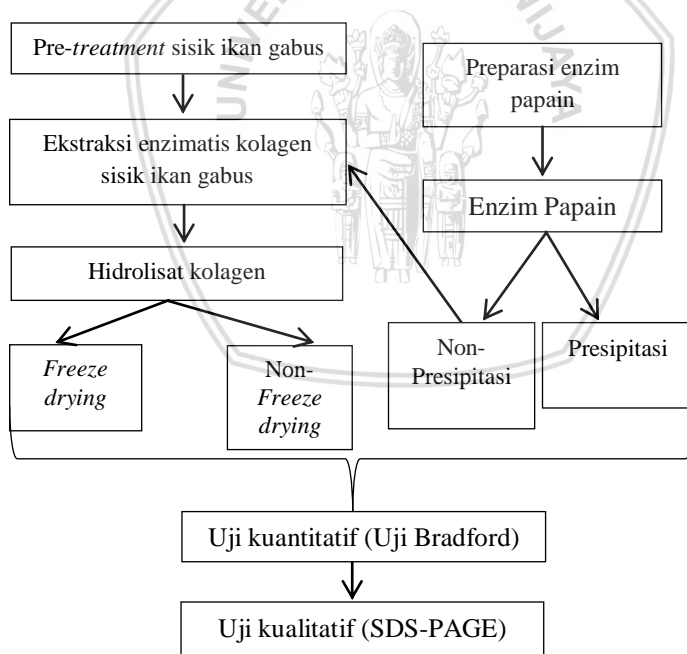 Pre-treatment sisik ikan gabus
Ekstraksi enzimatis kolagen
sisik ikan gabus
Hidrolisat kolagen
Freeze
drying
Non-
Freeze
drying
Preparasi enzim
papain
Enzim Papain
Non-
Presipitasi
Presipitasi
Uji kuantitatif (Uji Bradford)
Uji kualitatif (SDS-PAGE)